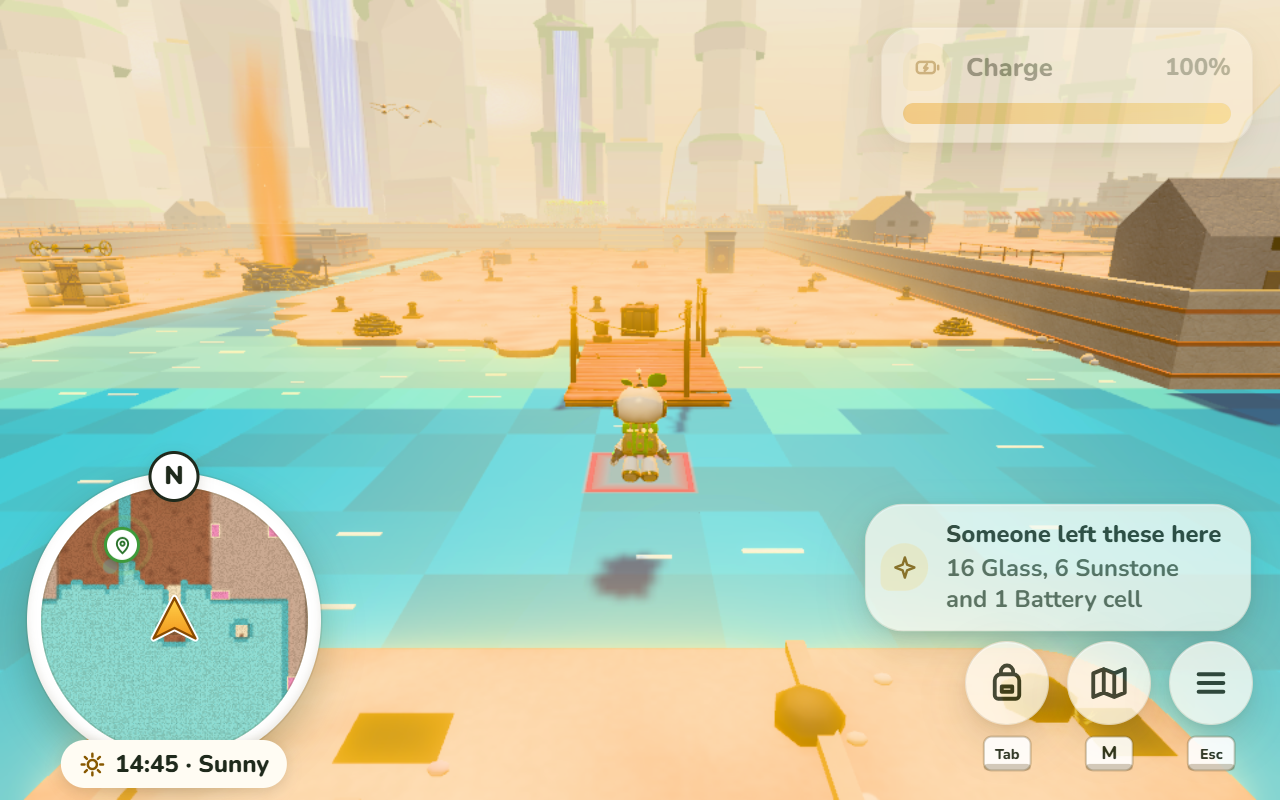 Charge 100%
N
Someone left these here
16 Glass, 6 Sunstone
and 1 Battery cell
14:45 · Sunny
Tab
M
Esc